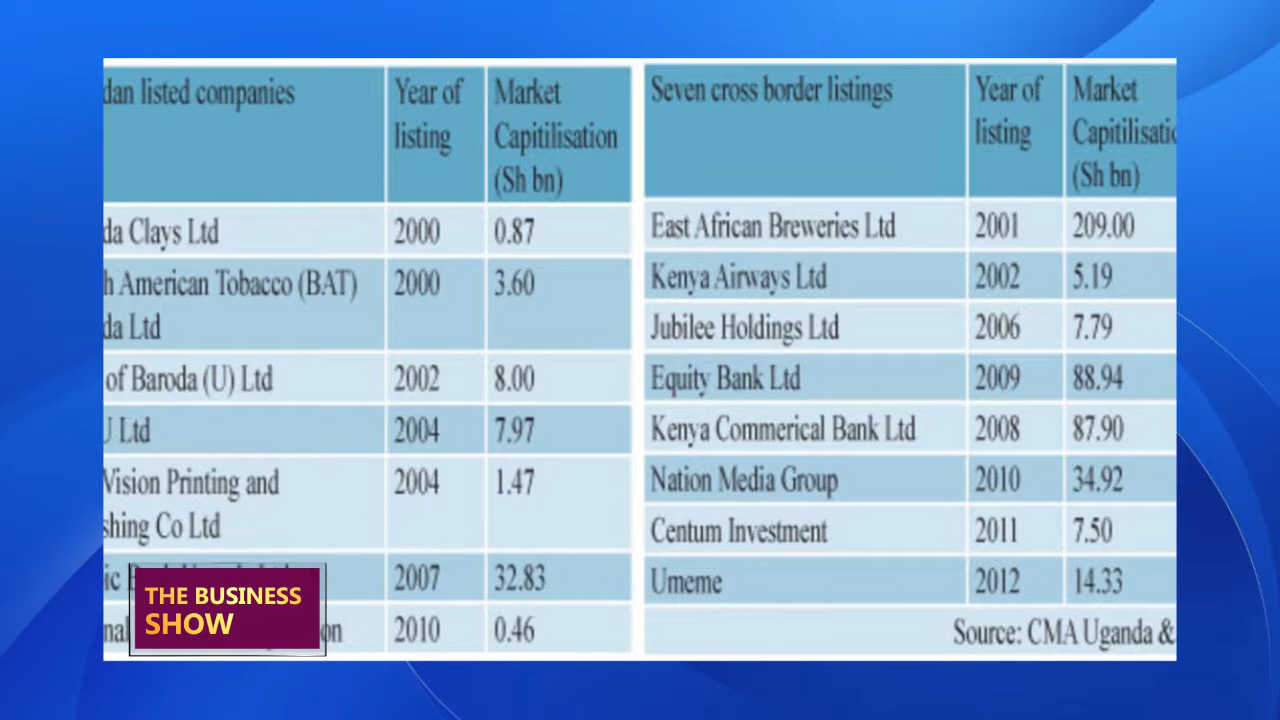 dan listed companies Year of listing Market Capitilisation (Sh bn)
da Clays Ltd 2000 0.87
h American Tobacco (BAT) da Ltd 2000 3.60
of Baroda (U) Ltd 2002 8.00
U Ltd 2004 7.97
Vision Printing and shing Co Ltd 2004 1.47
ic 2007 32.83
nal on 2010 0.46
Seven cross border listings Year of listing Market Capitilisatio (Sh bn)
East African Breweries Ltd 2001 209.00
Kenya Airways Ltd 2002 5.19
Jubilee Holdings Ltd 2006 7.79
Equity Bank Ltd 2009 88.94
Kenya Commerical Bank Ltd 2008 87.90
Nation Media Group 2010 34.92
Centum Investment 2011 7.50
Umeme 2012 14.33
Source: CMA Uganda &
THE BUSINESS
SHOW